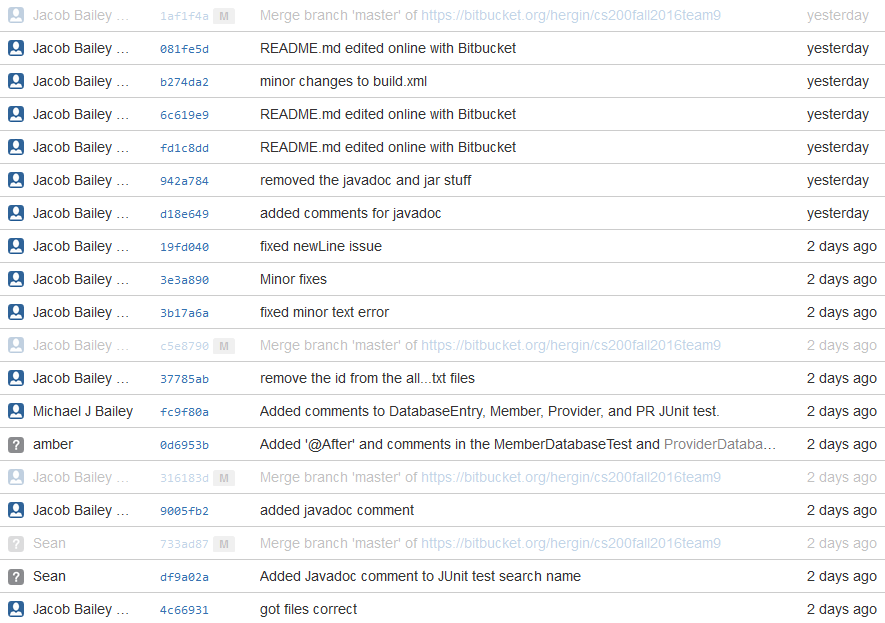 Jacob Bailey ... 1af1f4a M Merge branch 'master' of https://bitbucket.org/hergin/cs200fall2016team9 yesterday
Jacob Bailey ... 081fe5d README.md edited online with Bitbucket yesterday
Jacob Bailey ... b274da2 minor changes to build.xml yesterday
Jacob Bailey ... 6c619e9 README.md edited online with Bitbucket yesterday
Jacob Bailey ... fd1c8dd README.md edited online with Bitbucket yesterday
Jacob Bailey ... 942a784 removed the javadoc and jar stuff yesterday
Jacob Bailey ... d18e649 added comments for javadoc yesterday
Jacob Bailey ... 19fd040 fixed newLine issue 2 days ago
Jacob Bailey ... 3e3a890 Minor fixes 2 days ago
Jacob Bailey ... 3b17a6a fixed minor text error 2 days ago
Jacob Bailey ... c5e8790 M Merge branch 'master' of https://bitbucket.org/hergin/cs200fall2016team9 2 days ago
Jacob Bailey ... 37785ab remove the id from the all...txt files 2 days ago
Michael J Bailey fc9f80a Added comments to DatabaseEntry, Member, Provider, and PR JUnit test. 2 days ago
? amber 0d6953b Added '@After' and comments in the MemberDatabaseTest and ProviderDataba... 2 days ago
Jacob Bailey ... 316183d M Merge branch 'master' of https://bitbucket.org/hergin/cs200fall2016team9 2 days ago
Jacob Bailey ... 9005fb2 added javadoc comment 2 days ago
? Sean 733ad87 M Merge branch 'master' of https://bitbucket.org/hergin/cs200fall2016team9 2 days ago
? Sean df9a02a Added Javadoc comment to JUnit test search name 2 days ago
Jacob Bailey ... 4c66931 got files correct 2 days ago